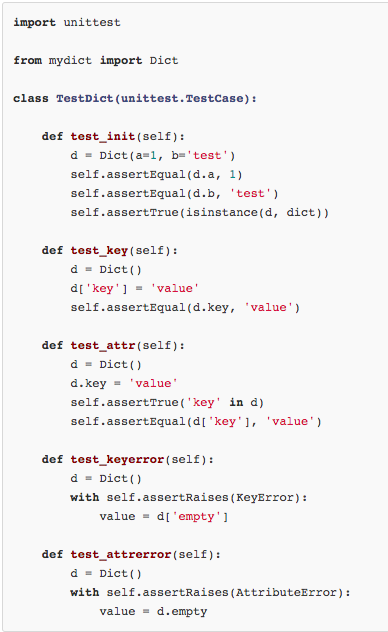 import unittest

from mydict import Dict

class TestDict(unittest.TestCase):

    def test_init(self):
        d = Dict(a=1, b='test')
        self.assertEqual(d.a, 1)
        self.assertEqual(d.b, 'test')
        self.assertTrue(isinstance(d, dict))

    def test_key(self):
        d = Dict()
        d['key'] = 'value'
        self.assertEqual(d.key, 'value')

    def test_attr(self):
        d = Dict()
        d.key = 'value'
        self.assertTrue('key' in d)
        self.assertEqual(d['key'], 'value')

    def test_keyerror(self):
        d = Dict()
        with self.assertRaises(KeyError):
            value = d['empty']

    def test_attrerror(self):
        d = Dict()
        with self.assertRaises(AttributeError):
            value = d.empty